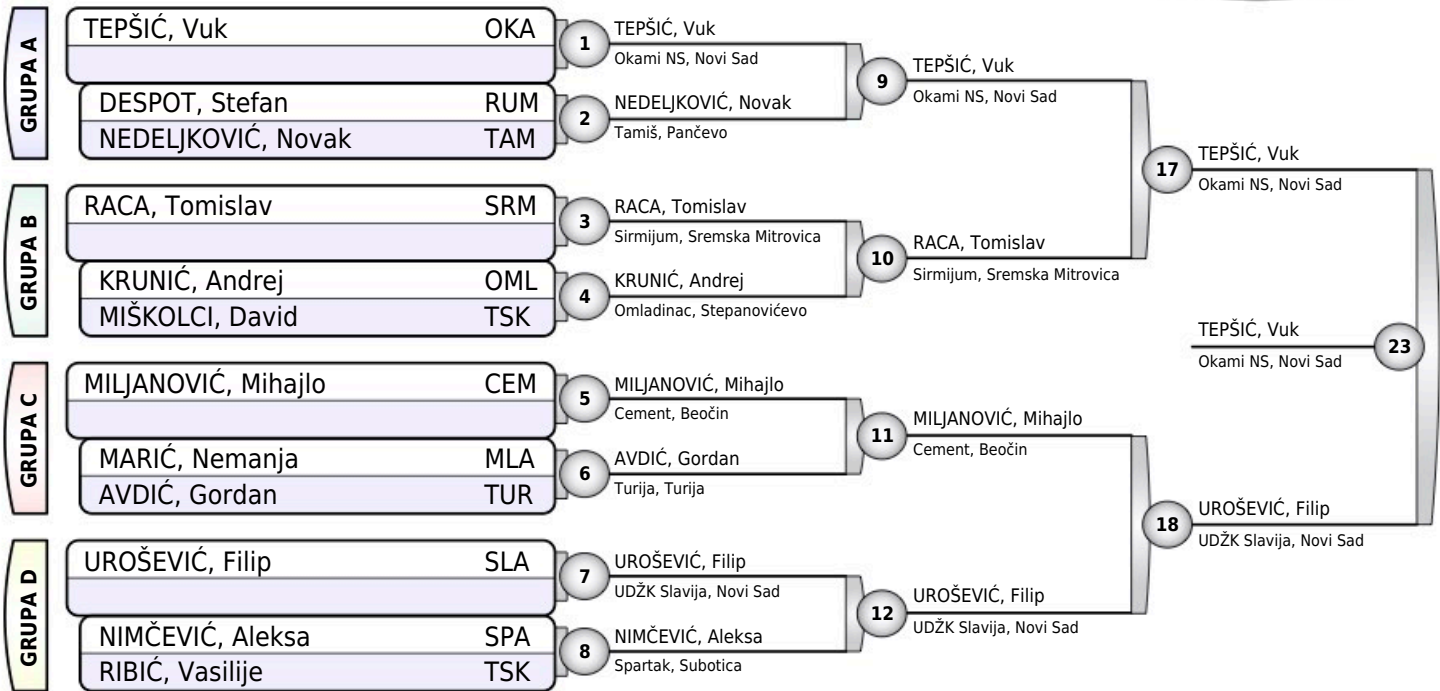 GRUPA A
TEPŠIĆ, Vuk OKA
DESPOT, Stefan RUM
NEDELJKOVIĆ, Novak TAM
1
TEPŠIĆ, Vuk
Okami NS, Novi Sad
2
NEDELJKOVIĆ, Novak
Tamiš, Pančevo
9
TEPŠIĆ, Vuk
Okami NS, Novi Sad
GRUPA B
RACA, Tomislav SRM
KRUNIĆ, Andrej OML
MIŠKOLCI, David TSK
3
RACA, Tomislav
Sirmijum, Sremska Mitrovica
4
KRUNIĆ, Andrej
Omladinac, Stepanovićevo
10
RACA, Tomislav
Sirmijum, Sremska Mitrovica
17
TEPŠIĆ, Vuk
Okami NS, Novi Sad
GRUPA C
MILJANOVIĆ, Mihajlo CEM
MARIĆ, Nemanja MLA
AVDIĆ, Gordan TUR
5
MILJANOVIĆ, Mihajlo
Cement, Beočin
6
AVDIĆ, Gordan
Turija, Turija
11
MILJANOVIĆ, Mihajlo
Cement, Beočin
GRUPA D
UROŠEVIĆ, Filip SLA
NIMČEVIĆ, Aleksa SPA
RIBIĆ, Vasilije TSK
7
UROŠEVIĆ, Filip
UDŽK Slavija, Novi Sad
8
NIMČEVIĆ, Aleksa
Spartak, Subotica
12
UROŠEVIĆ, Filip
UDŽK Slavija, Novi Sad
18
UROŠEVIĆ, Filip
UDŽK Slavija, Novi Sad
TEPŠIĆ, Vuk
Okami NS, Novi Sad
23